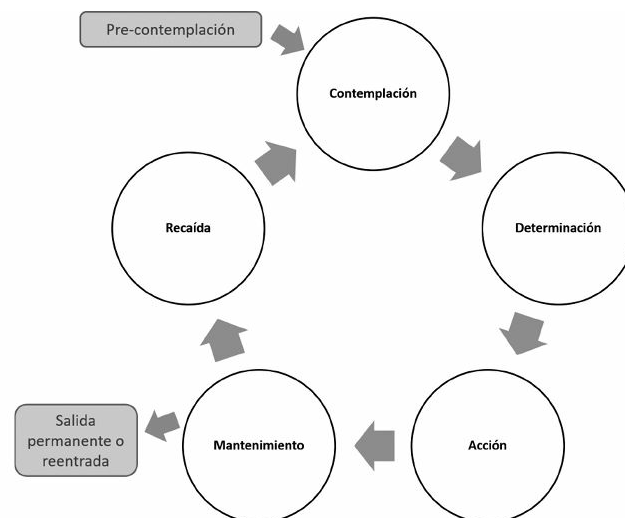 Pre-contemplación
Contemplación
Recaída
Determinación
Salida
permanente o
reentrada
Mantenimiento
Acción